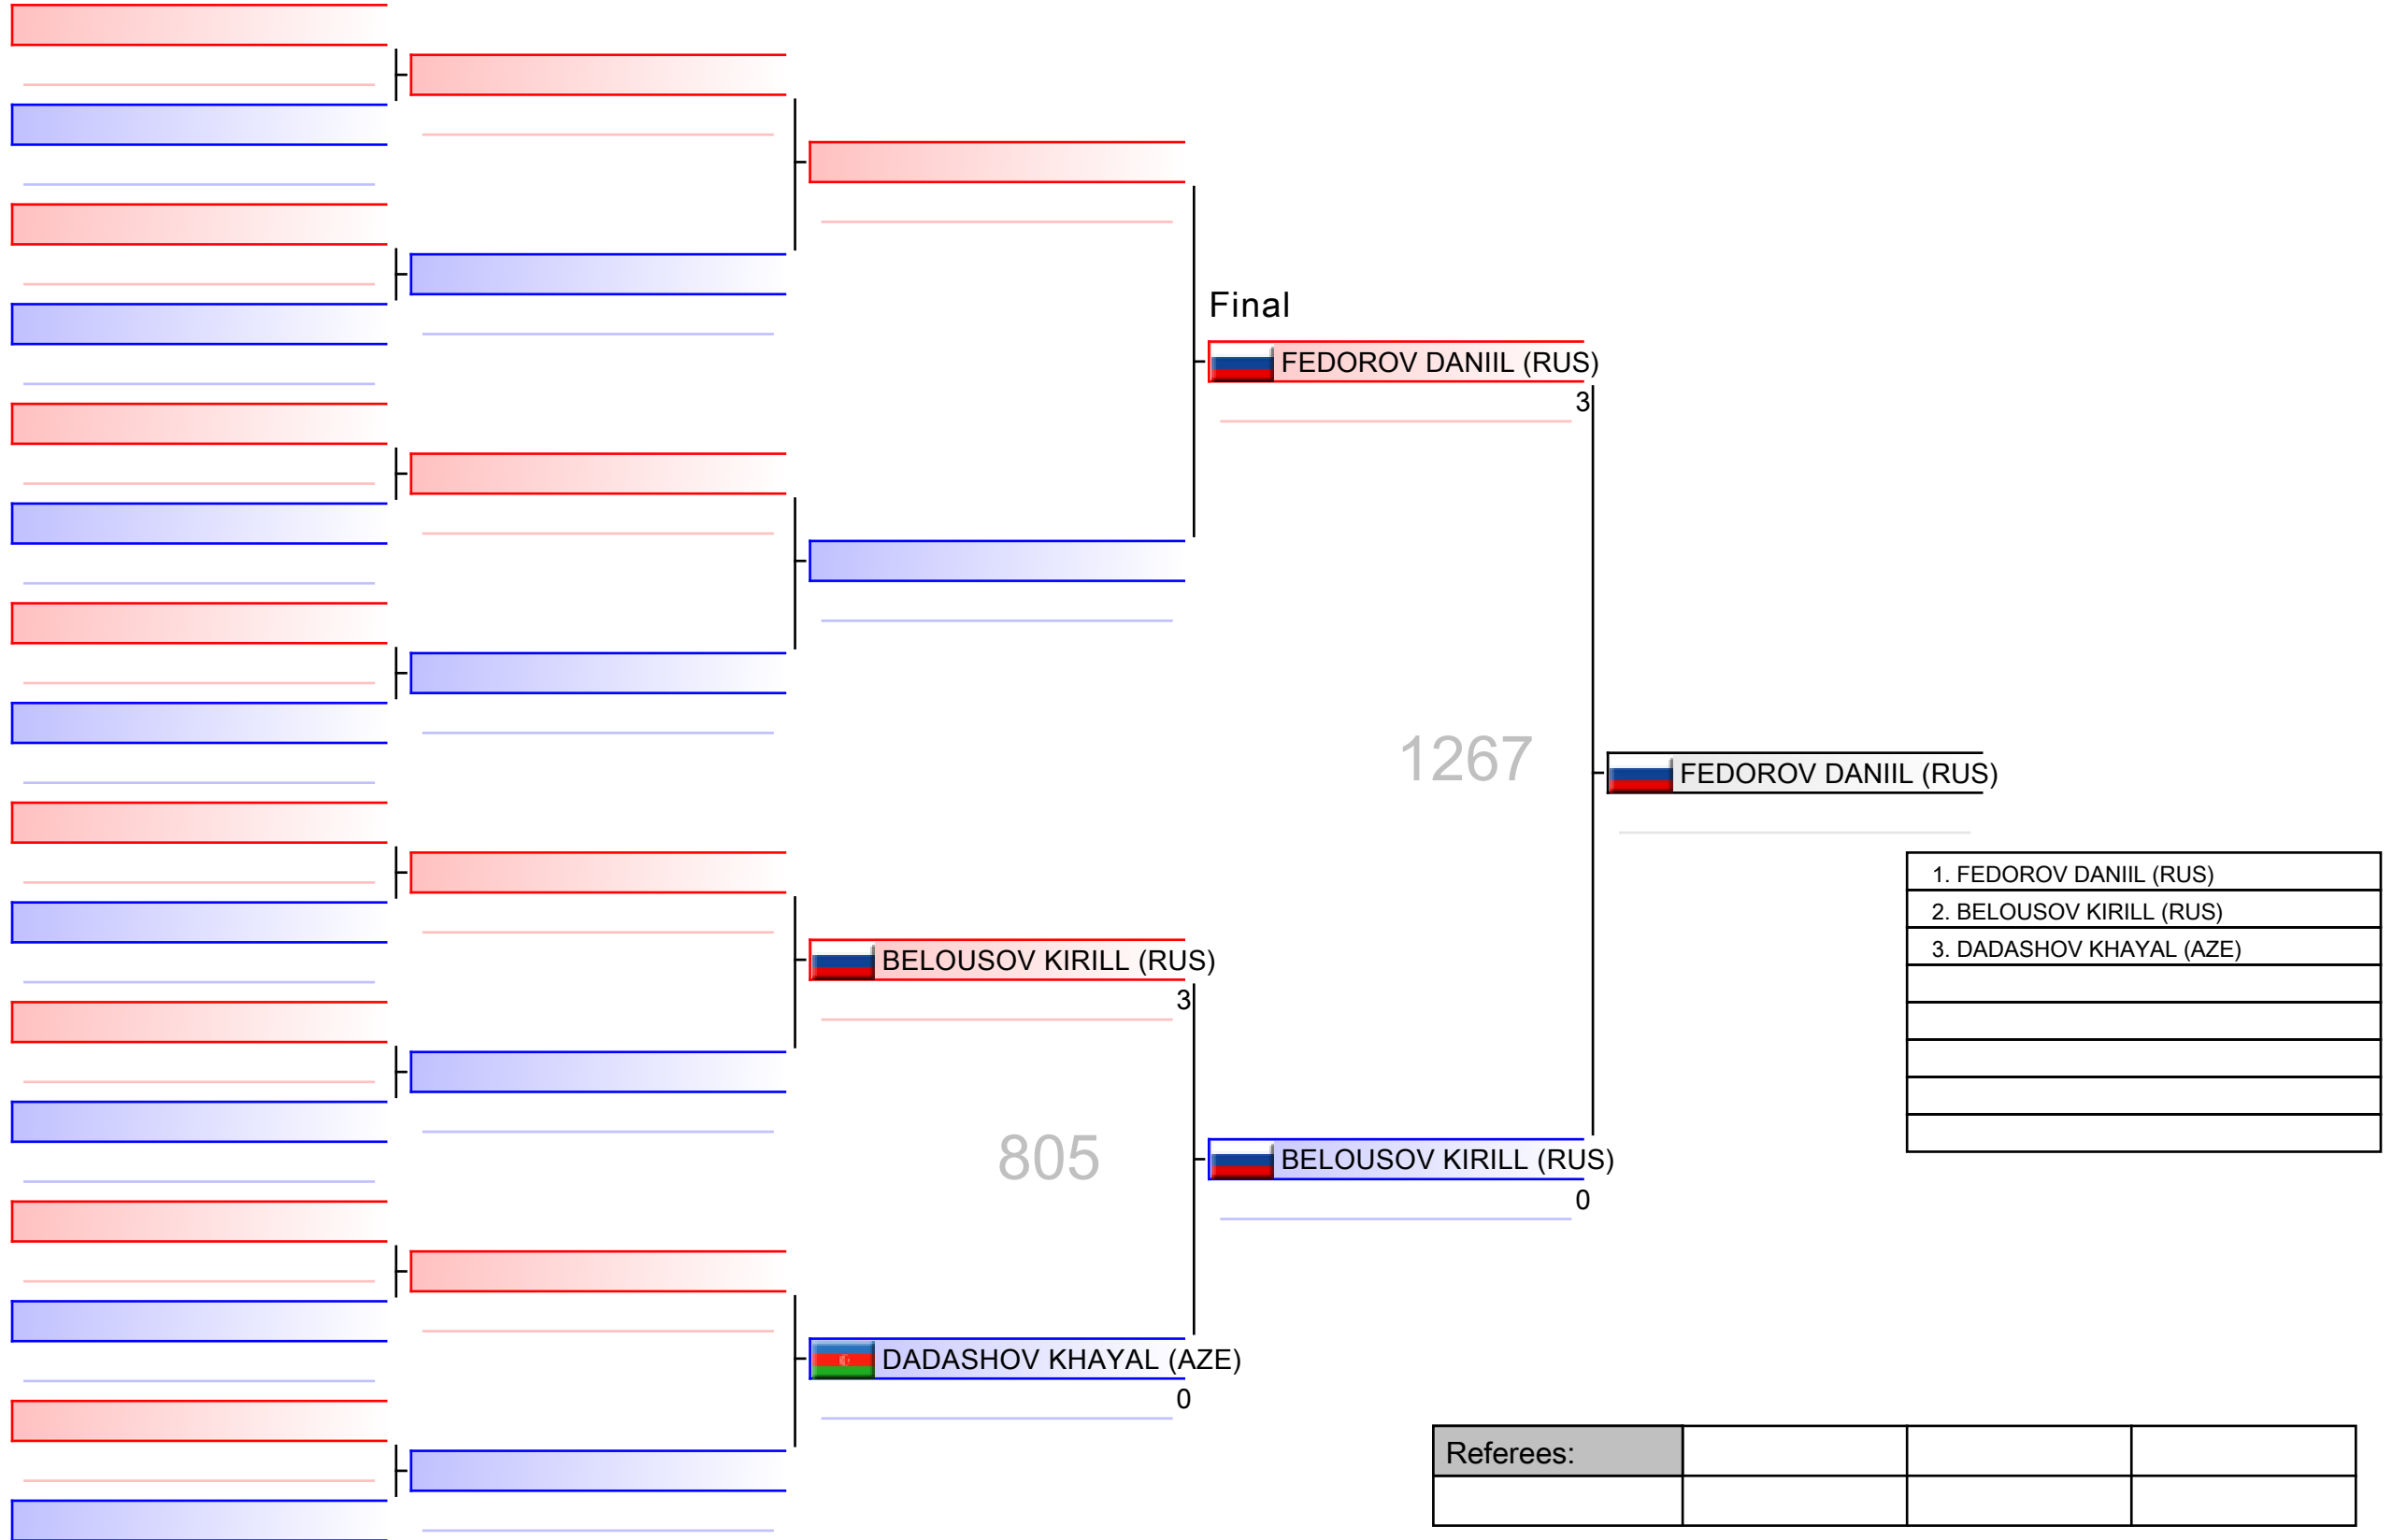 Final
FEDOROV DANIIL (RUS)
3
1267
FEDOROV DANIIL (RUS)
1. FEDOROV DANIIL (RUS)
2. BELOUSOV KIRILL (RUS)
3. DADASHOV KHAYAL (AZE)
BELOUSOV KIRILL (RUS)
3
805
BELOUSOV KIRILL (RUS)
0
DADASHOV KHAYAL (AZE)
0
Referees: